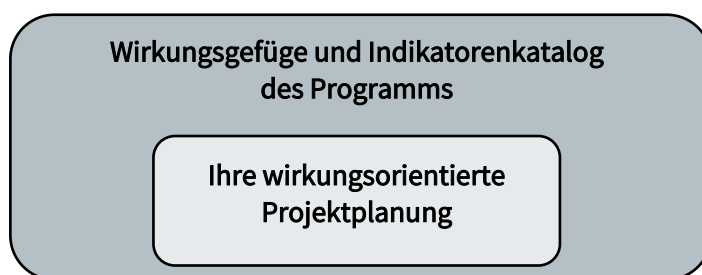 Wirkungsgefüge und Indikatorenkatalog
des Programms
Ihre wirkungsorientierte
Projektplanung